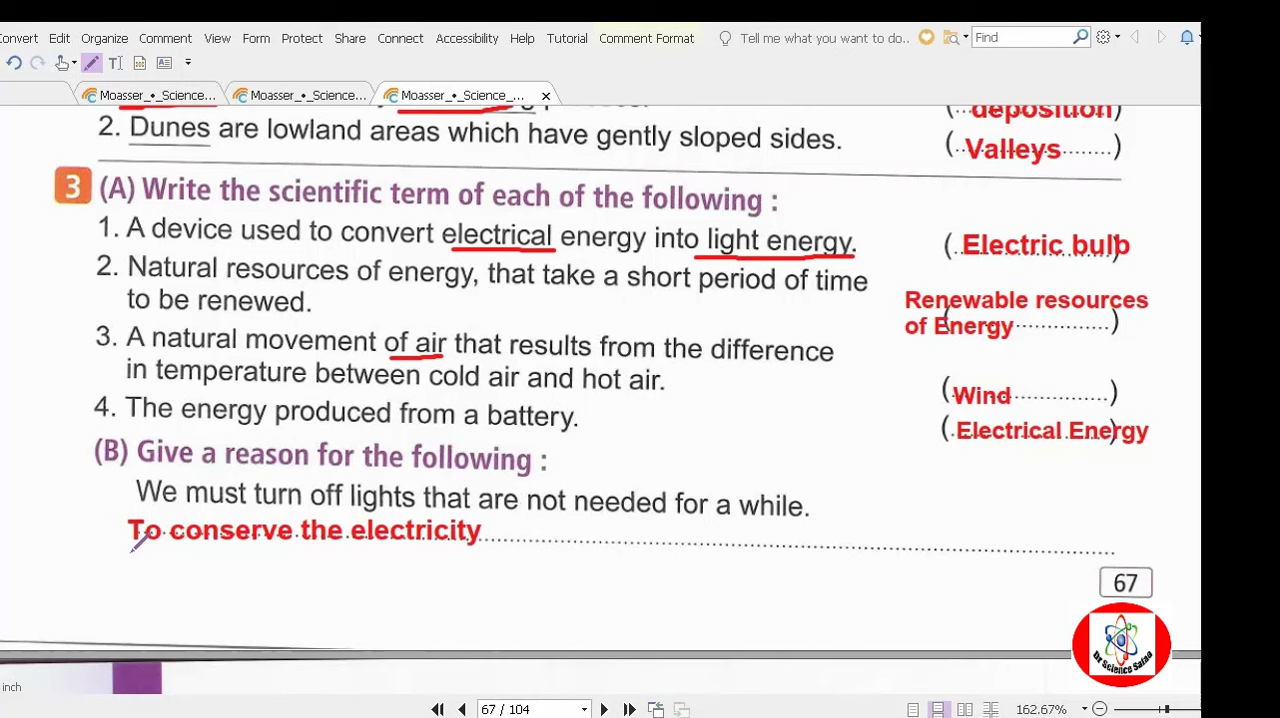 Convert Edit Organize Comment View Form Protect Share Connect Accessibility Help Tutorial Comment Format Tell me what you want to do.. Find
Moasser_•_Science... Moasser_•_Science... Moasser_•_Science_...
deposition)
2. Dunes are lowland areas which have gently sloped sides. (..Valleys........)
3 (A) Write the scientific term of each of the following :
1. A device used to convert electrical energy into light energy. (.Electric bulb)
2. Natural resources of energy, that take a short period of time
to be renewed.
Renewable resources
of Energy
3. A natural movement of air that results from the difference
in temperature between cold air and hot air. (Wind................)
4. The energy produced from a battery. (.Electrical Energy)
(B) Give a reason for the following :
We must turn off lights that are not needed for a while.
To conserve the electricity
67
Dr Science Safaa
inch
67 / 104 162.67%